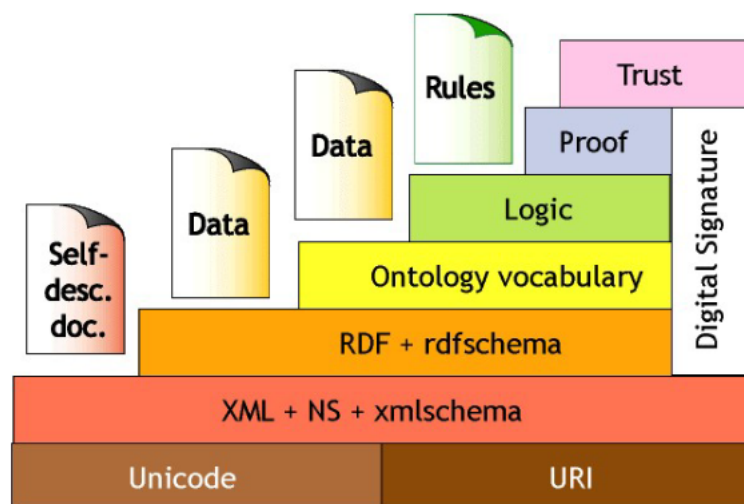 Rules
Trust
Data
Proof
Data
Logic
Self-
desc.
doc.
Ontology vocabulary
Digital Signature
RDF + rdfschema
XML + NS + xmlschema
Unicode
URI